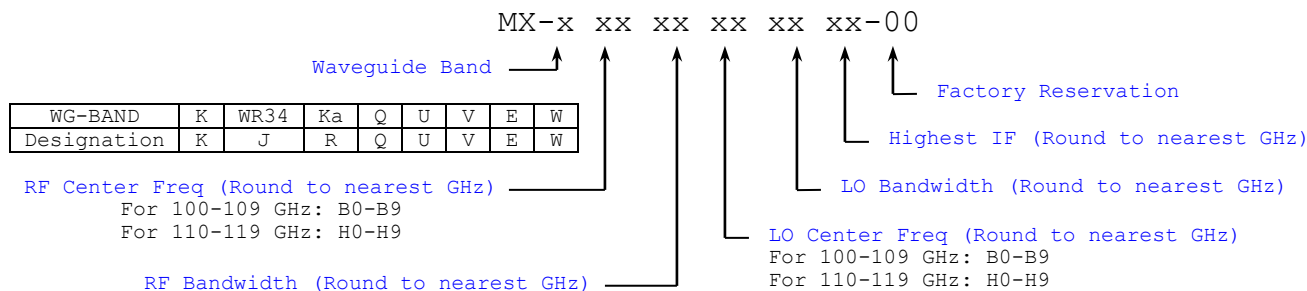 MX-x xx xx xx xx xx-00
Waveguide Band
Factory Reservation
WG-BAND K WR34 Ka Q U V E W
Designation K J R Q U V E W
Highest IF (Round to nearest GHz)
RF Center Freq (Round to nearest GHz)
For 100-109 GHz: B0-B9
For 110-119 GHz: H0-H9
LO Bandwidth (Round to nearest GHz)
LO Center Freq (Round to nearest GHz)
For 100-109 GHz: B0-B9
For 110-119 GHz: H0-H9
RF Bandwidth (Round to nearest GHz)